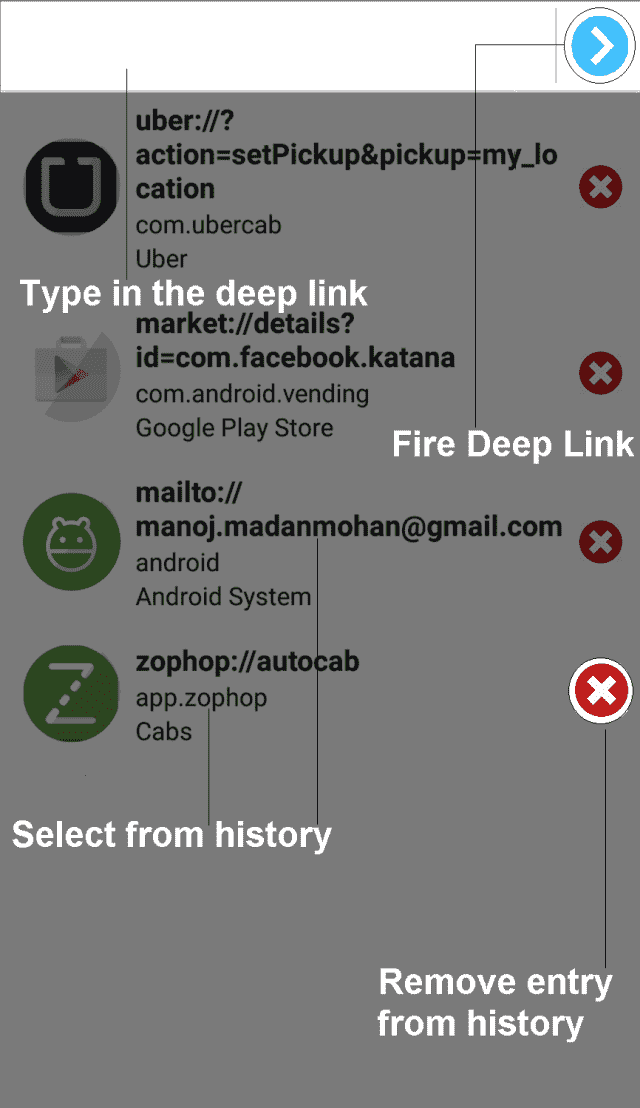 uber://?
action=setPickup&pickup=my_lo
cation
com.ubercab
Uber
Type in the deep link
market://details?
id=com.facebook.katana
com.android.vending
Google Play Store
Fire Deep Link
mailto://
manoj.madanmohan@gmail.com
android
Android System
zophop://autocab
app.zophop
Cabs
Select from history
Remove entry
from history